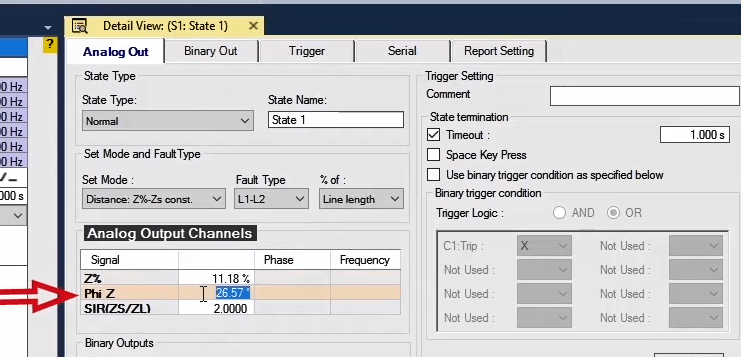 Detail View: (S1: State 1)
?
Analog Out
Binary Out
Trigger
Serial
Report Setting
State Type
State Type:
State Name:
Normal
State 1
Set Mode and FaultType
Set Mode :
Fault Type
% of :
Distance: Z%-Zs const.
L1-L2
Line length
Analog Output Channels
Signal
Phase
Frequency
Z%
11.18 %
Phi Z
26.57 °
SIR(ZS/ZL)
2.0000
Binary Outputs
Trigger Setting
Comment
State termination
Timeout :
1.000 s
Space Key Press
Use binary trigger condition as specified below
Binary trigger condition
Trigger Logic :
AND
OR
C1:Trip :
X
Not Used :
Not Used :
Not Used :
Not Used :
Not Used :
Not Used :
Not Used :
0 Hz
0 Hz
0 Hz
0 Hz
0 Hz
0 Hz
000 s